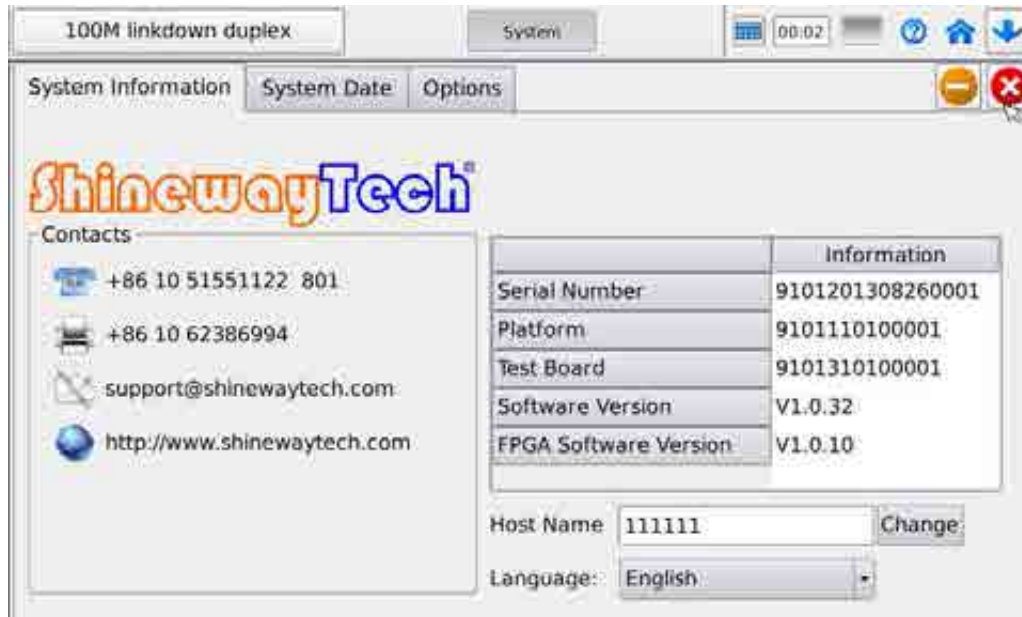 100M linkdown duplex
System
00:02
System Information
System Date
Options
ShinewayTech®
Contacts
+86 10 51551122 801
+86 10 62386994
support@shinewaytech.com
http://www.shinewaytech.com
Information
Serial Number 9101201308260001
Platform 9101110100001
Test Board 9101310100001
Software Version V1.0.32
FPGA Software Version V1.0.10
Host Name 111111 Change
Language: English